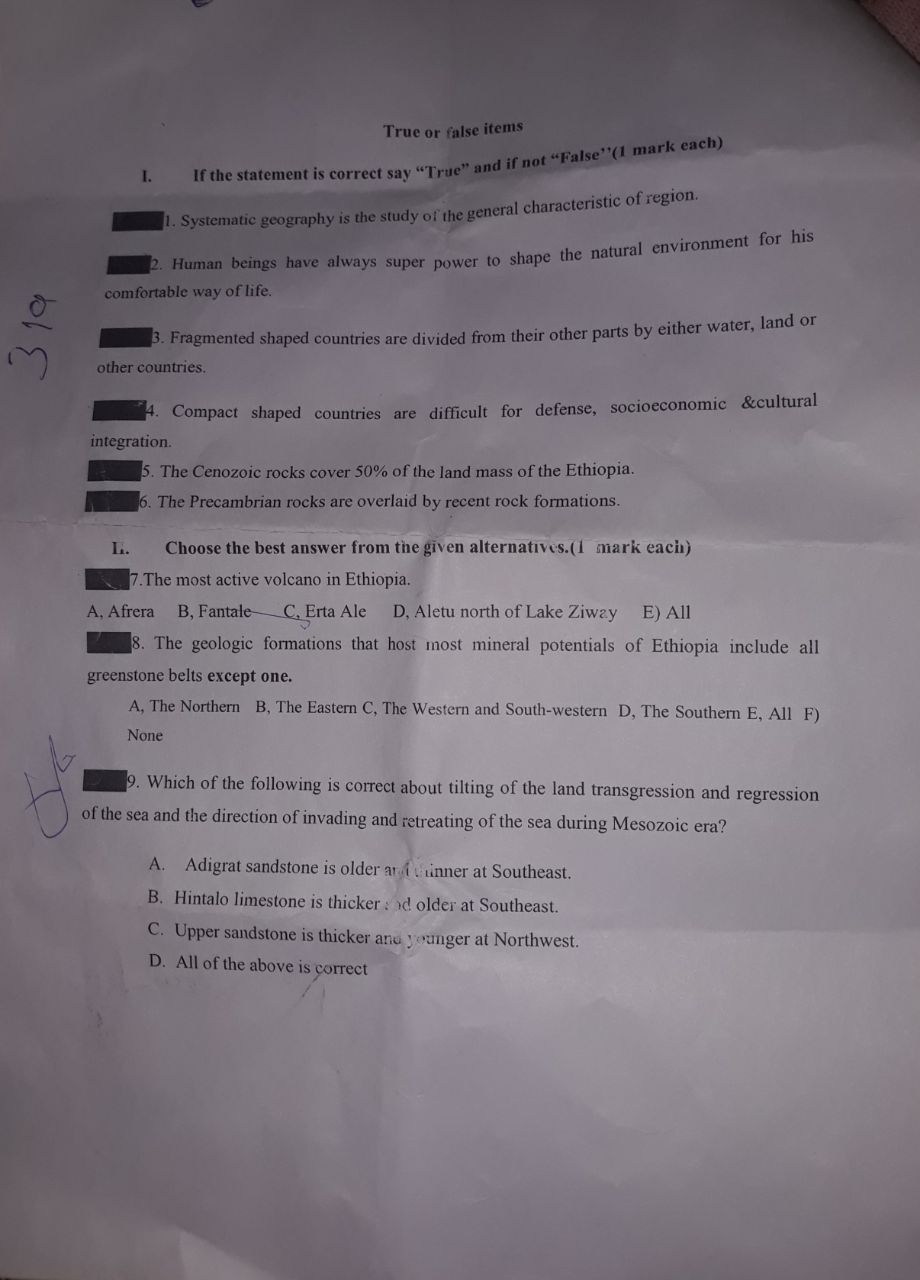 True or false items
I. If the statement is correct say “True” and if not “False’’(1 mark each)
1. Systematic geography is the study of the general characteristic of region.
2. Human beings have always super power to shape the natural environment for his
comfortable way of life.
3. Fragmented shaped countries are divided from their other parts by either water, land or
other countries.
4. Compact shaped countries are difficult for defense, socioeconomic &cultural
integration.
5. The Cenozoic rocks cover 50% of the land mass of the Ethiopia.
6. The Precambrian rocks are overlaid by recent rock formations.
II. Choose the best answer from the given alternatives.(1 mark each)
7.The most active volcano in Ethiopia.
A, Afrera B, Fantale C, Erta Ale D, Aletu north of Lake Ziway E) All
8. The geologic formations that host most mineral potentials of Ethiopia include all
greenstone belts except one.
A, The Northern B, The Eastern C, The Western and South-western D, The Southern E, All F)
None
9. Which of the following is correct about tilting of the land transgression and regression
of the sea and the direction of invading and retreating of the sea during Mesozoic era?
A. Adigrat sandstone is older and at Southeast.
B. Hintalo limestone is thicker and older at Southeast.
C. Upper sandstone is thicker and younger at Northwest.
D. All of the above is correct